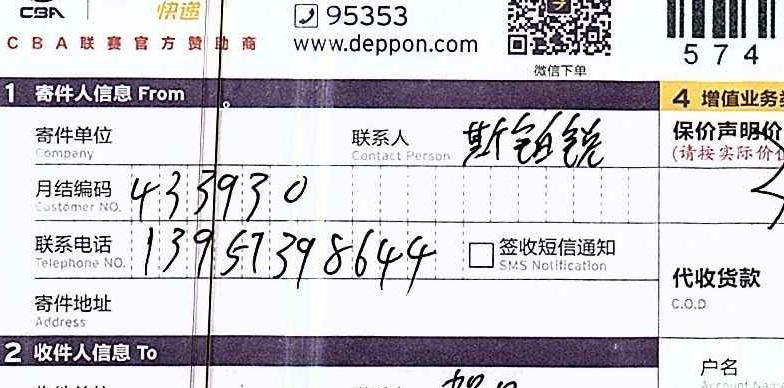 CBA 快递
95353
CBA联赛官方赞助商 www.deppon.com
微信下单
574
1 寄件人信息 From
4 增值业务
寄件单位 Company
联系人 Contact Person 斯铂锐
保价声明价
(请按实际价
月结编码 Customer NO. 433930
联系电话 Telephone NO. 13957398644
签收短信通知 SMS Notification
代收货款
C.O.D
寄件地址 Address
2 收件人信息 To
户名
Account Name